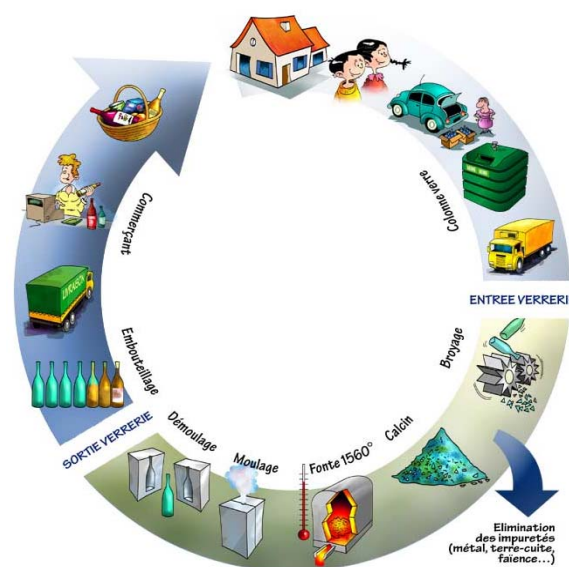 Colonne verre
ENTREE VERRERI
Broyage
Calcin
Elimination
des impuretés
(métal, terre-cuite,
faïence...)
Fonte 1560°
Moulage
Démoulage
SORTIE VERRERIE
Embouteillage
LIVRAISON
Commerçant